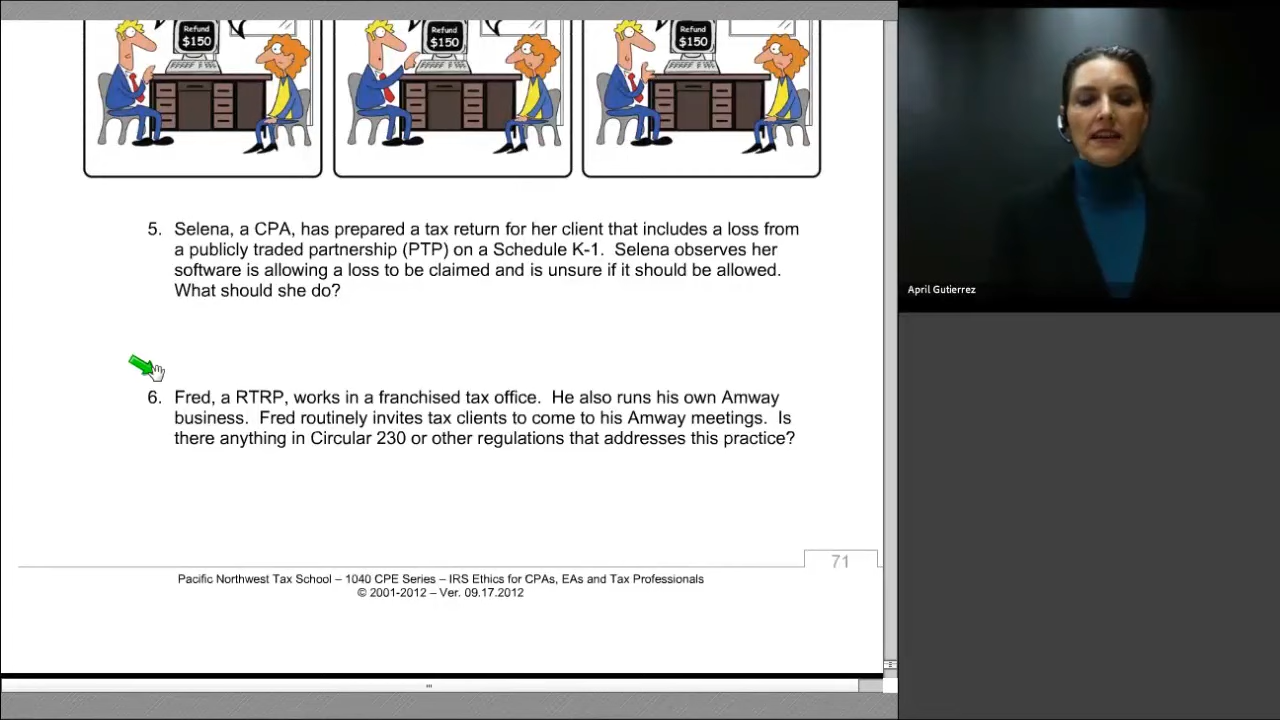 Refund
$150
Refund
$150
Refund
$150
5. Selena, a CPA, has prepared a tax return for her client that includes a loss from
a publicly traded partnership (PTP) on a Schedule K-1. Selena observes her
software is allowing a loss to be claimed and is unsure if it should be allowed.
What should she do?
6. Fred, a RTRP, works in a franchised tax office. He also runs his own Amway
business. Fred routinely invites tax clients to come to his Amway meetings. Is
there anything in Circular 230 or other regulations that addresses this practice?
71
Pacific Northwest Tax School – 1040 CPE Series – IRS Ethics for CPAs, EAs and Tax Professionals
© 2001-2012 – Ver. 09.17.2012
April Gutierrez